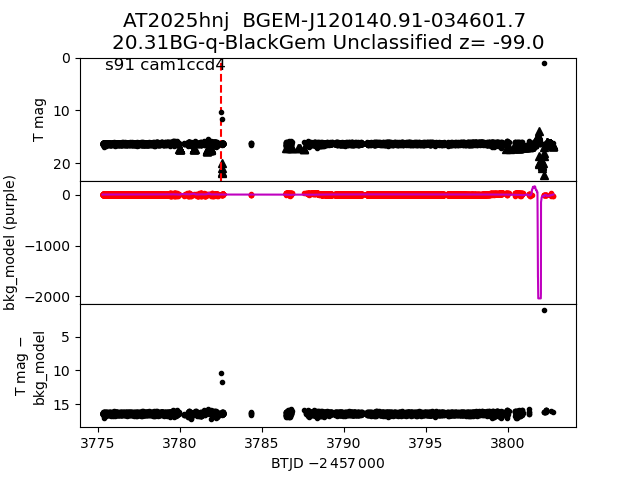 AT2025hnj  BGEM-J120140.91-034601.7
20.31BG-q-BlackGem Unclassified z= -99.0
s91 cam1ccd4
T mag
0
10
20
bkg_model (purple)
0
−1000
−2000
T mag −
bkg_model
5
10
15
3775
3780
3785
3790
3795
3800
BTJD −2 457 000